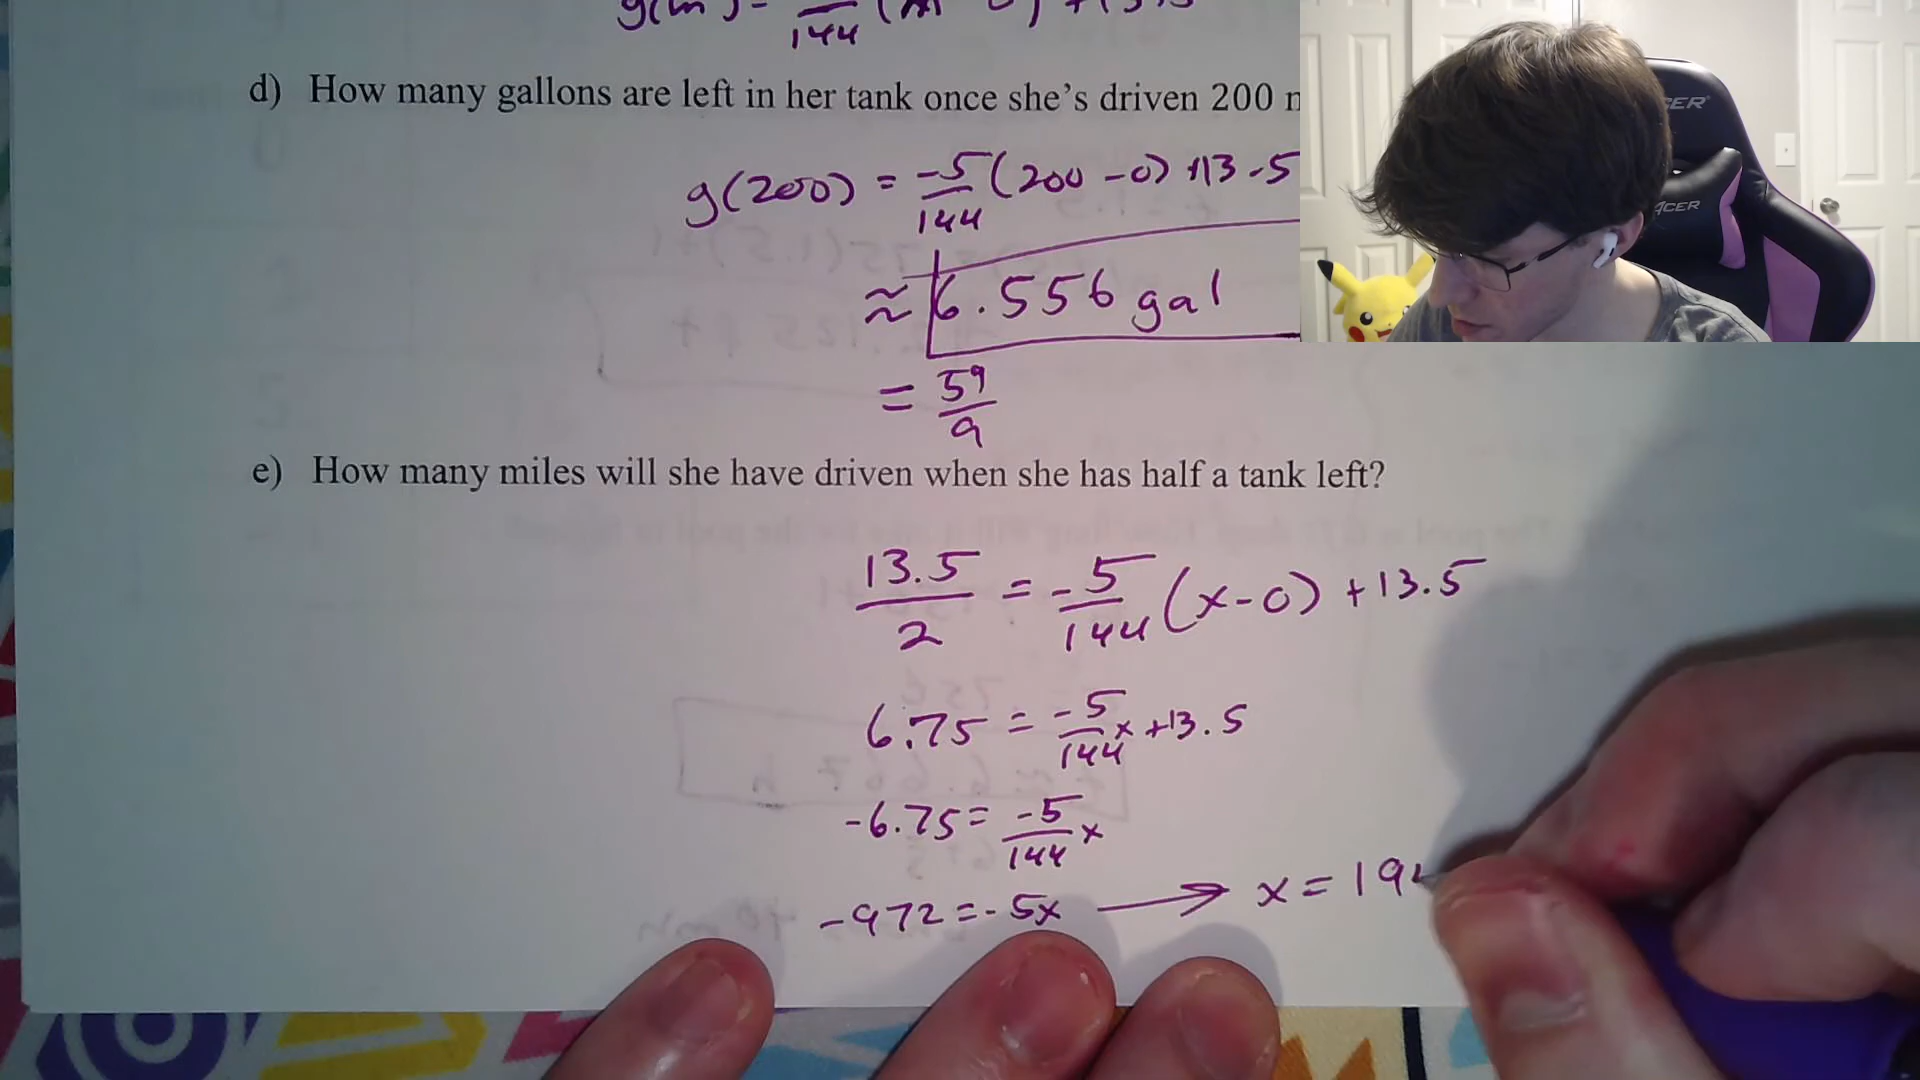 g(m) =
144
d) How many gallons are left in her tank once she's driven 200
g(200) = -5/144 (200 - 0) + 13.5
≈ 6.556 gal
= 59/9
e) How many miles will she have driven when she has half a tank left?
13.5/2 = -5/144 (x-0) + 13.5
6.75 = -5/144 x + 13.5
-6.75 = -5/144 x
-972 = -5x → x = 194
ACER